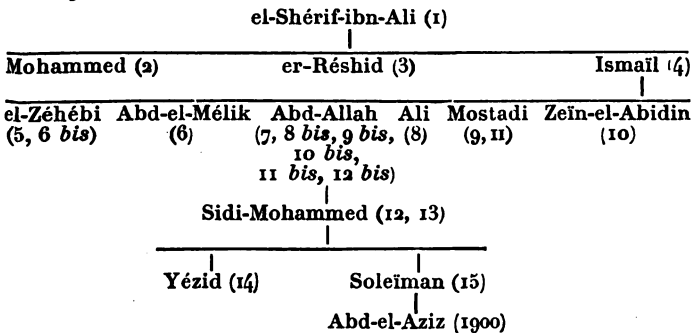 el-Shérif-ibn-Ali (1)
Mohammed (2) er-Réshid (3) Ismaïl (4)
el-Zéhébi Abd-el-Mélik Abd-Allah Ali Mostadi Zeïn-el-Abidin
(5, 6 bis) (6) (7, 8 bis, 9 bis, (8) (9, 11) (10)
10 bis,
11 bis, 12 bis)
Sidi-Mohammed (12, 13)
Yézid (14) Soleïman (15)
Abd-el-Aziz (1900)